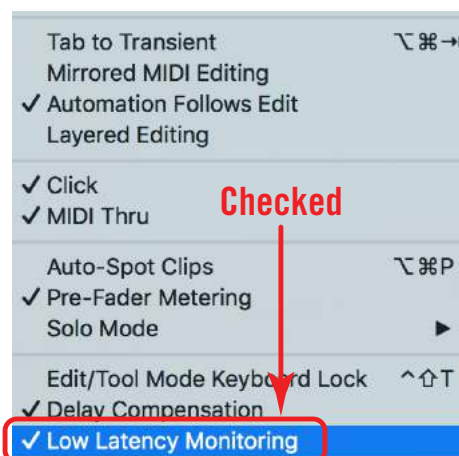 Tab to Transient ⌥⌘→
Mirrored MIDI Editing
✓ Automation Follows Edit
Layered Editing
✓ Click
✓ MIDI Thru
Checked
Auto-Spot Clips ⌥⌘P
✓ Pre-Fader Metering
Solo Mode ▶
Edit/Tool Mode Keyboard Lock ^⇧T
✓ Delay Compensation
✓ Low Latency Monitoring